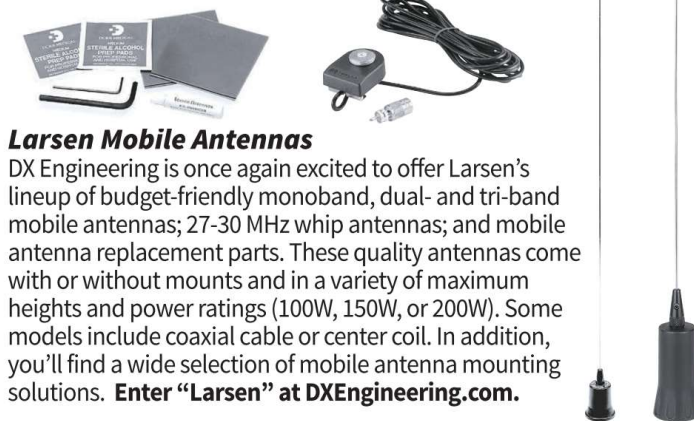 STERILE ALCOHOL
PREP PADS
STERILE ALCOHOL
PREP PADS
Larsen Mobile Antennas
DX Engineering is once again excited to offer Larsen’s
lineup of budget-friendly monoband, dual- and tri-band
mobile antennas; 27-30 MHz whip antennas; and mobile
antenna replacement parts. These quality antennas come
with or without mounts and in a variety of maximum
heights and power ratings (100W, 150W, or 200W). Some
models include coaxial cable or center coil. In addition,
you’ll find a wide selection of mobile antenna mounting
solutions. Enter “Larsen” at DXEngineering.com.